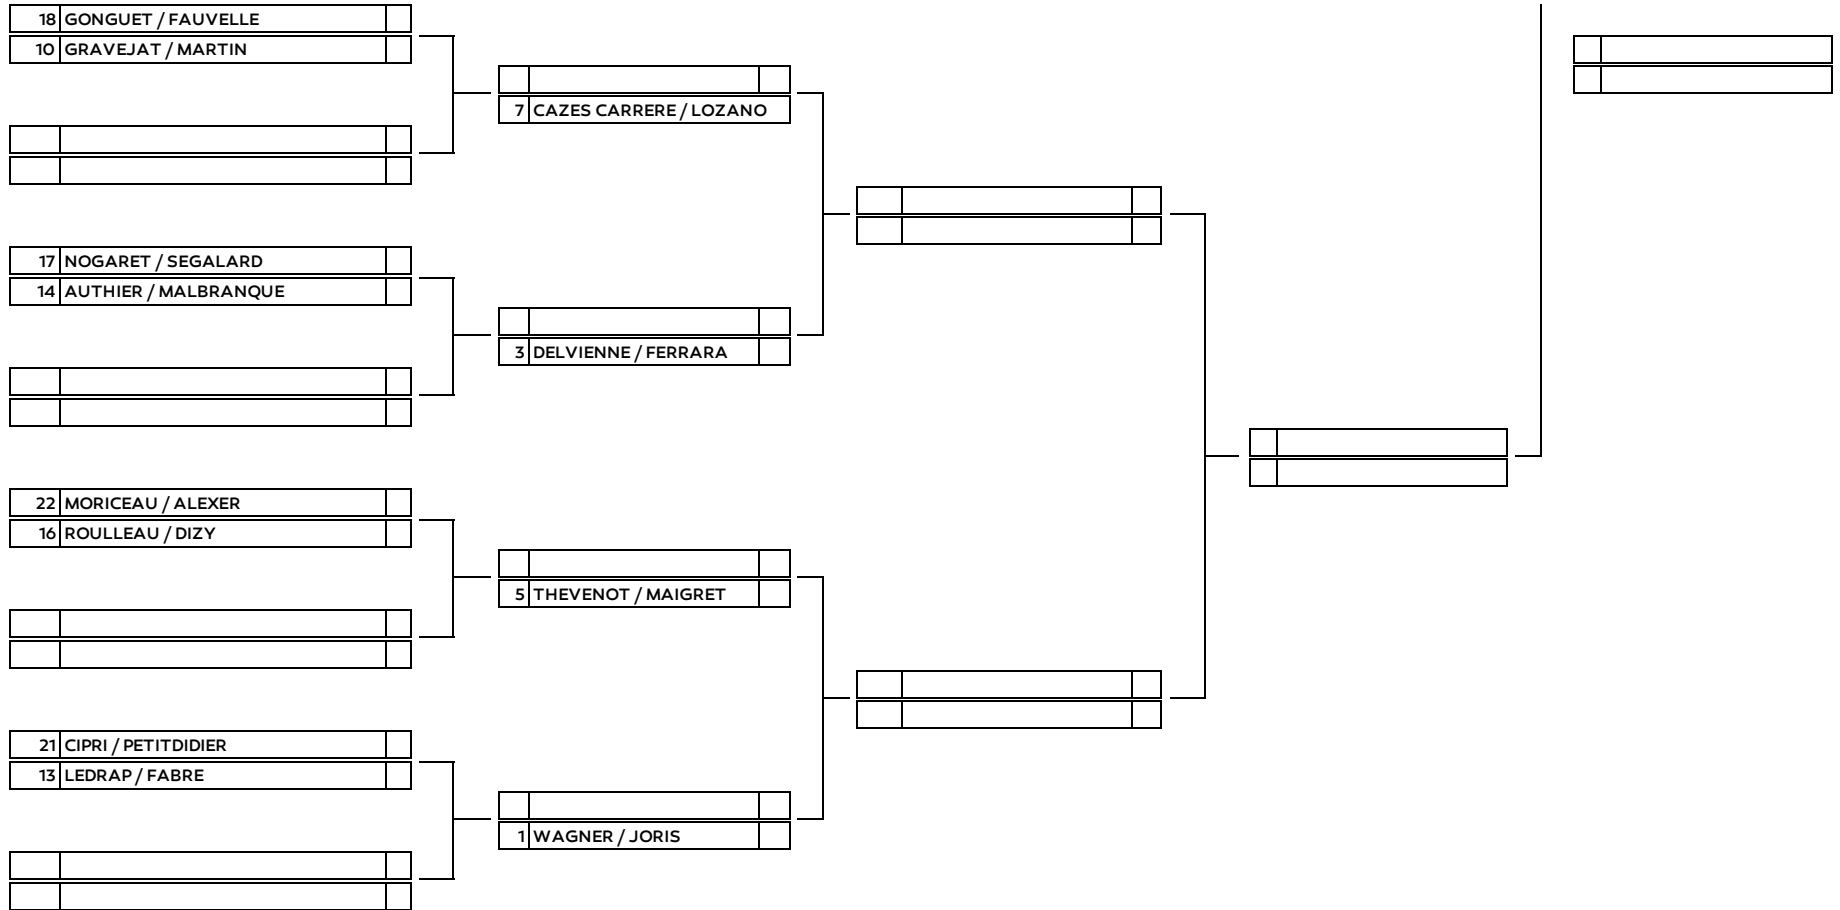 18 GONGUET / FAUVELLE
10 GRAVEJAT / MARTIN
7 CAZES CARRERE / LOZANO
17 NOGARET / SEGALARD
14 AUTHIER / MALBRANQUE
3 DELVIENNE / FERRARA
22 MORICEAU / ALEXER
16 ROULLEAU / DIZY
5 THEVENOT / MAIGRET
21 CIPRI / PETITDIDIER
13 LEDRAP / FABRE
1 WAGNER / JORIS